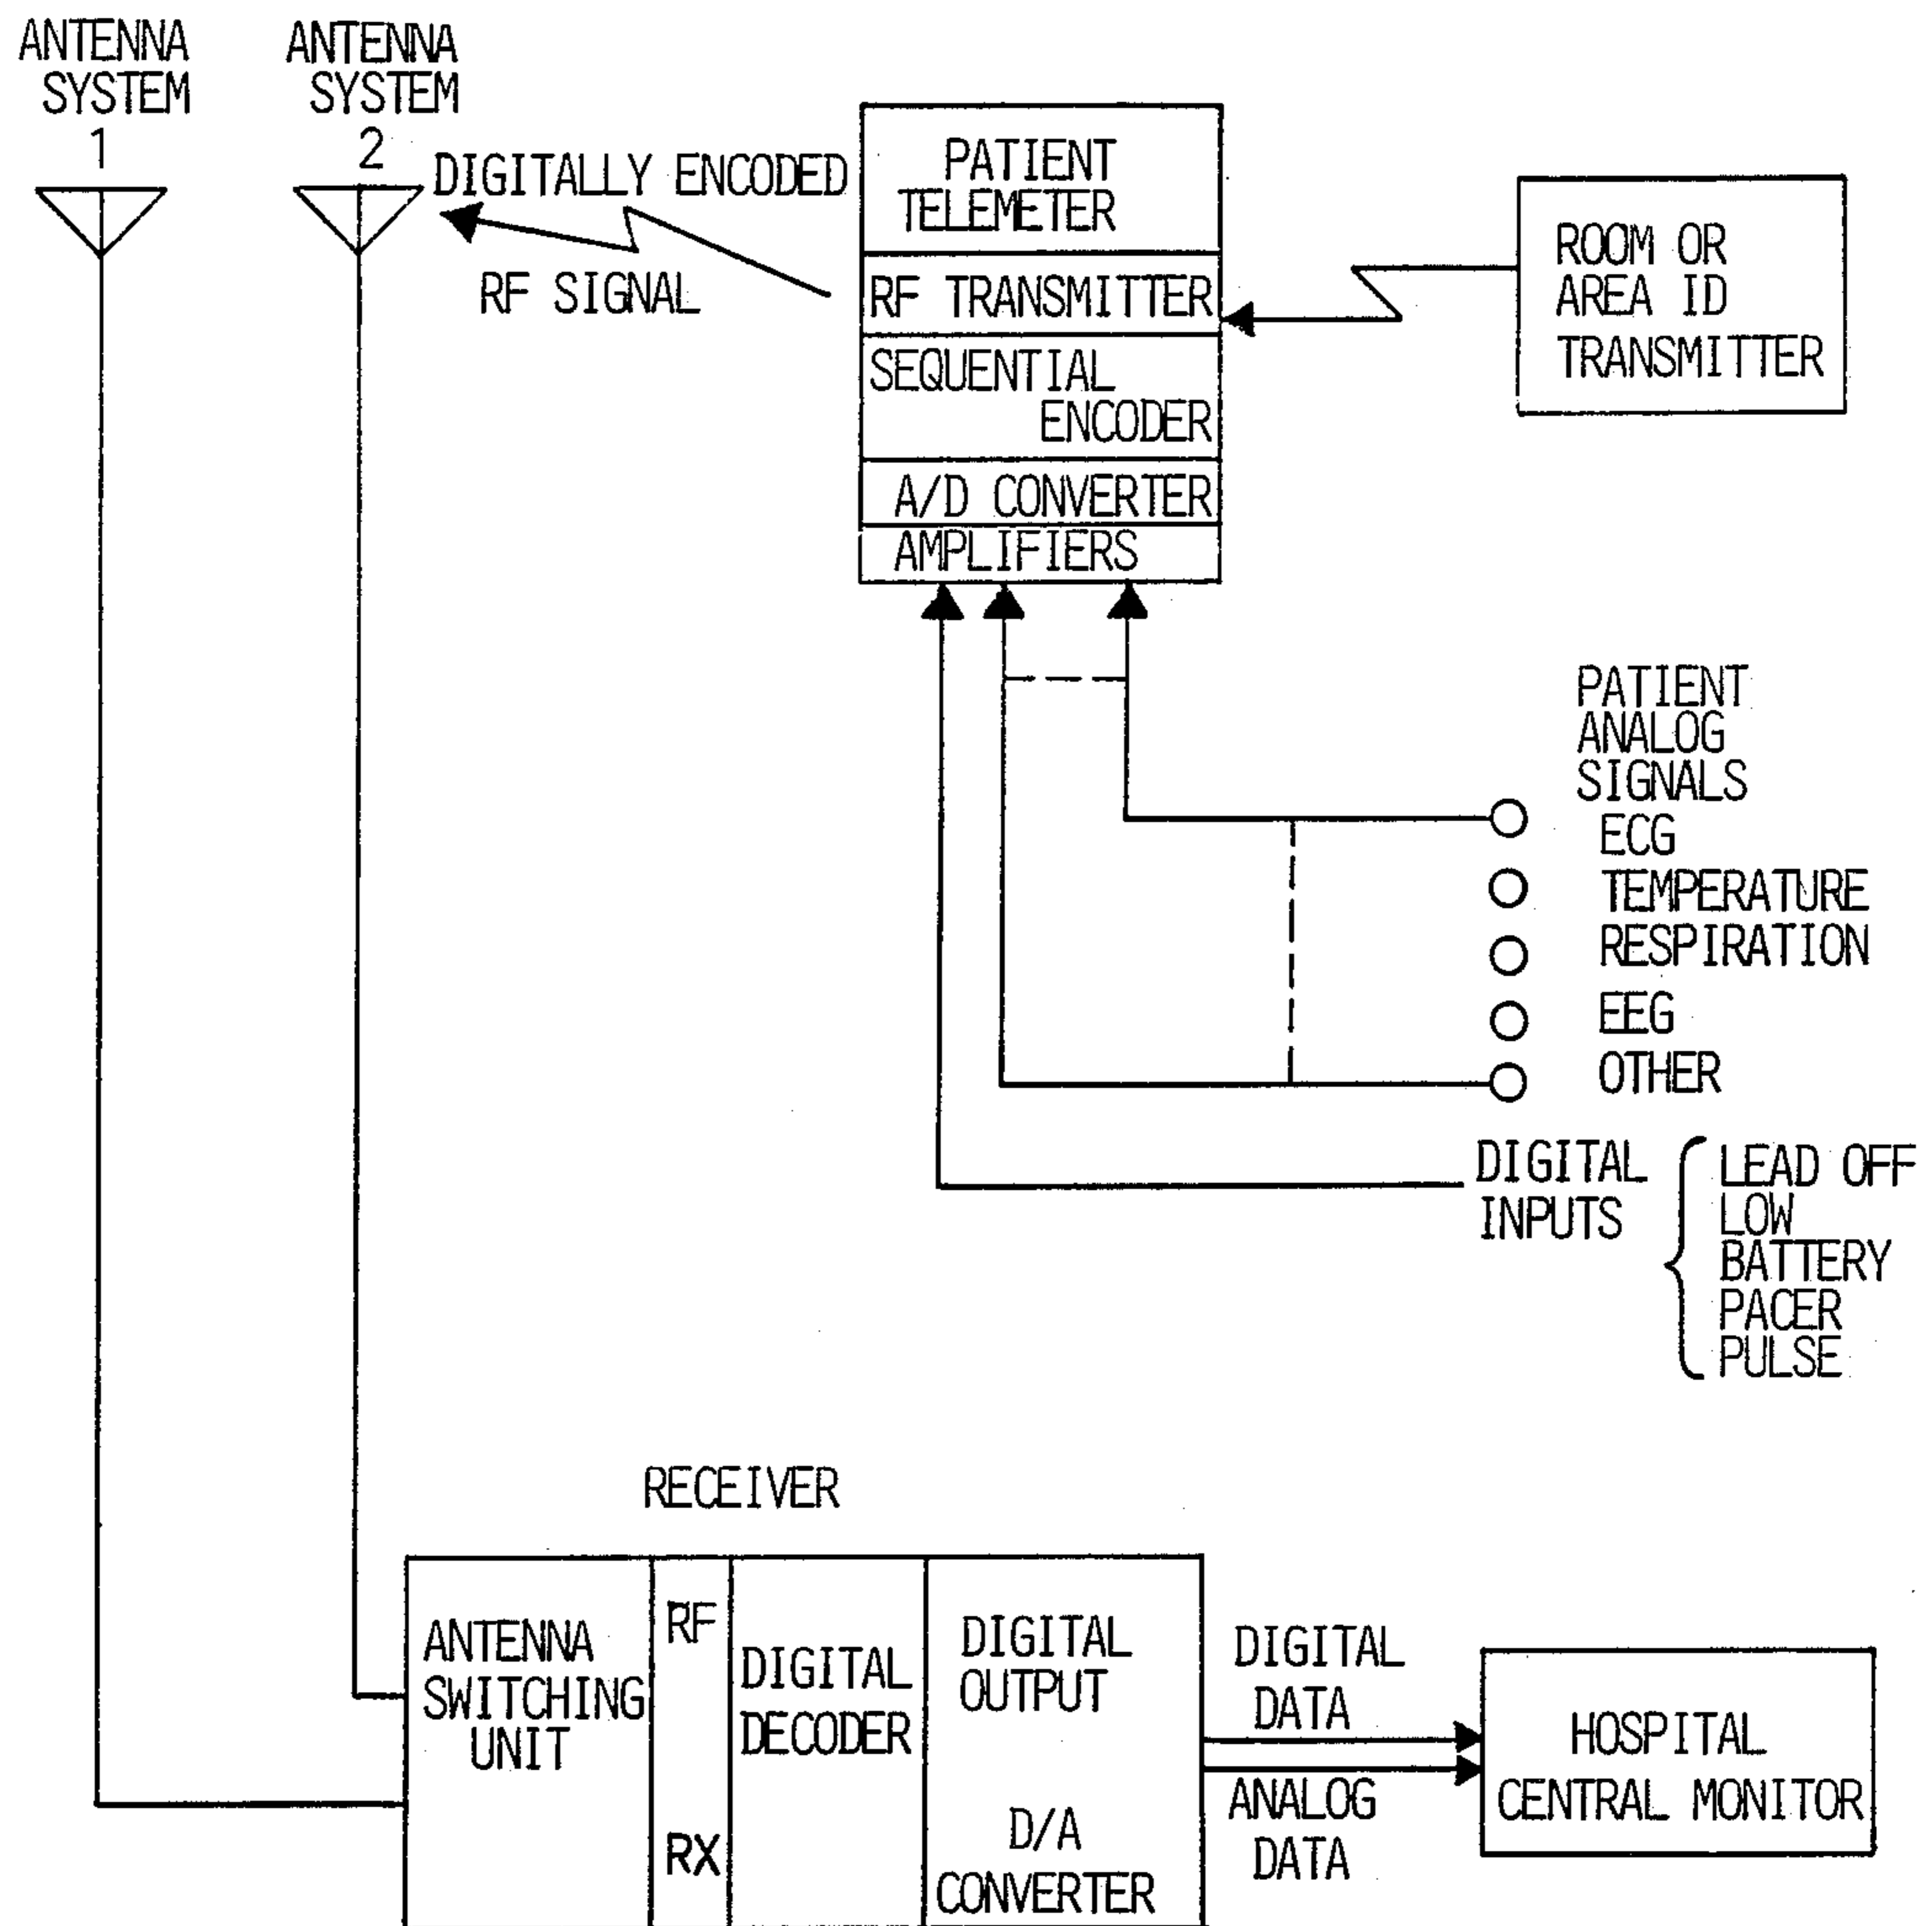 ANTENNA
SYSTEM
1
ANTENNA
SYSTEM
2
DIGITALLY ENCODED
RF SIGNAL
PATIENT
TELEMETER
RF TRANSMITTER
SEQUENTIAL
ENCODER
A/D CONVERTER
AMPLIFIERS
ROOM OR
AREA ID
TRANSMITTER
PATIENT
ANALOG
SIGNALS
ECG
TEMPERATURE
RESPIRATION
EEG
OTHER
DIGITAL
INPUTS
LEAD OFF
LOW
BATTERY
PACER
PULSE
RECEIVER
ANTENNA
SWITCHING
UNIT
RF
RX
DIGITAL
DECODER
DIGITAL
OUTPUT
D/A
CONVERTER
DIGITAL
DATA
ANALOG
DATA
HOSPITAL
CENTRAL MONITOR